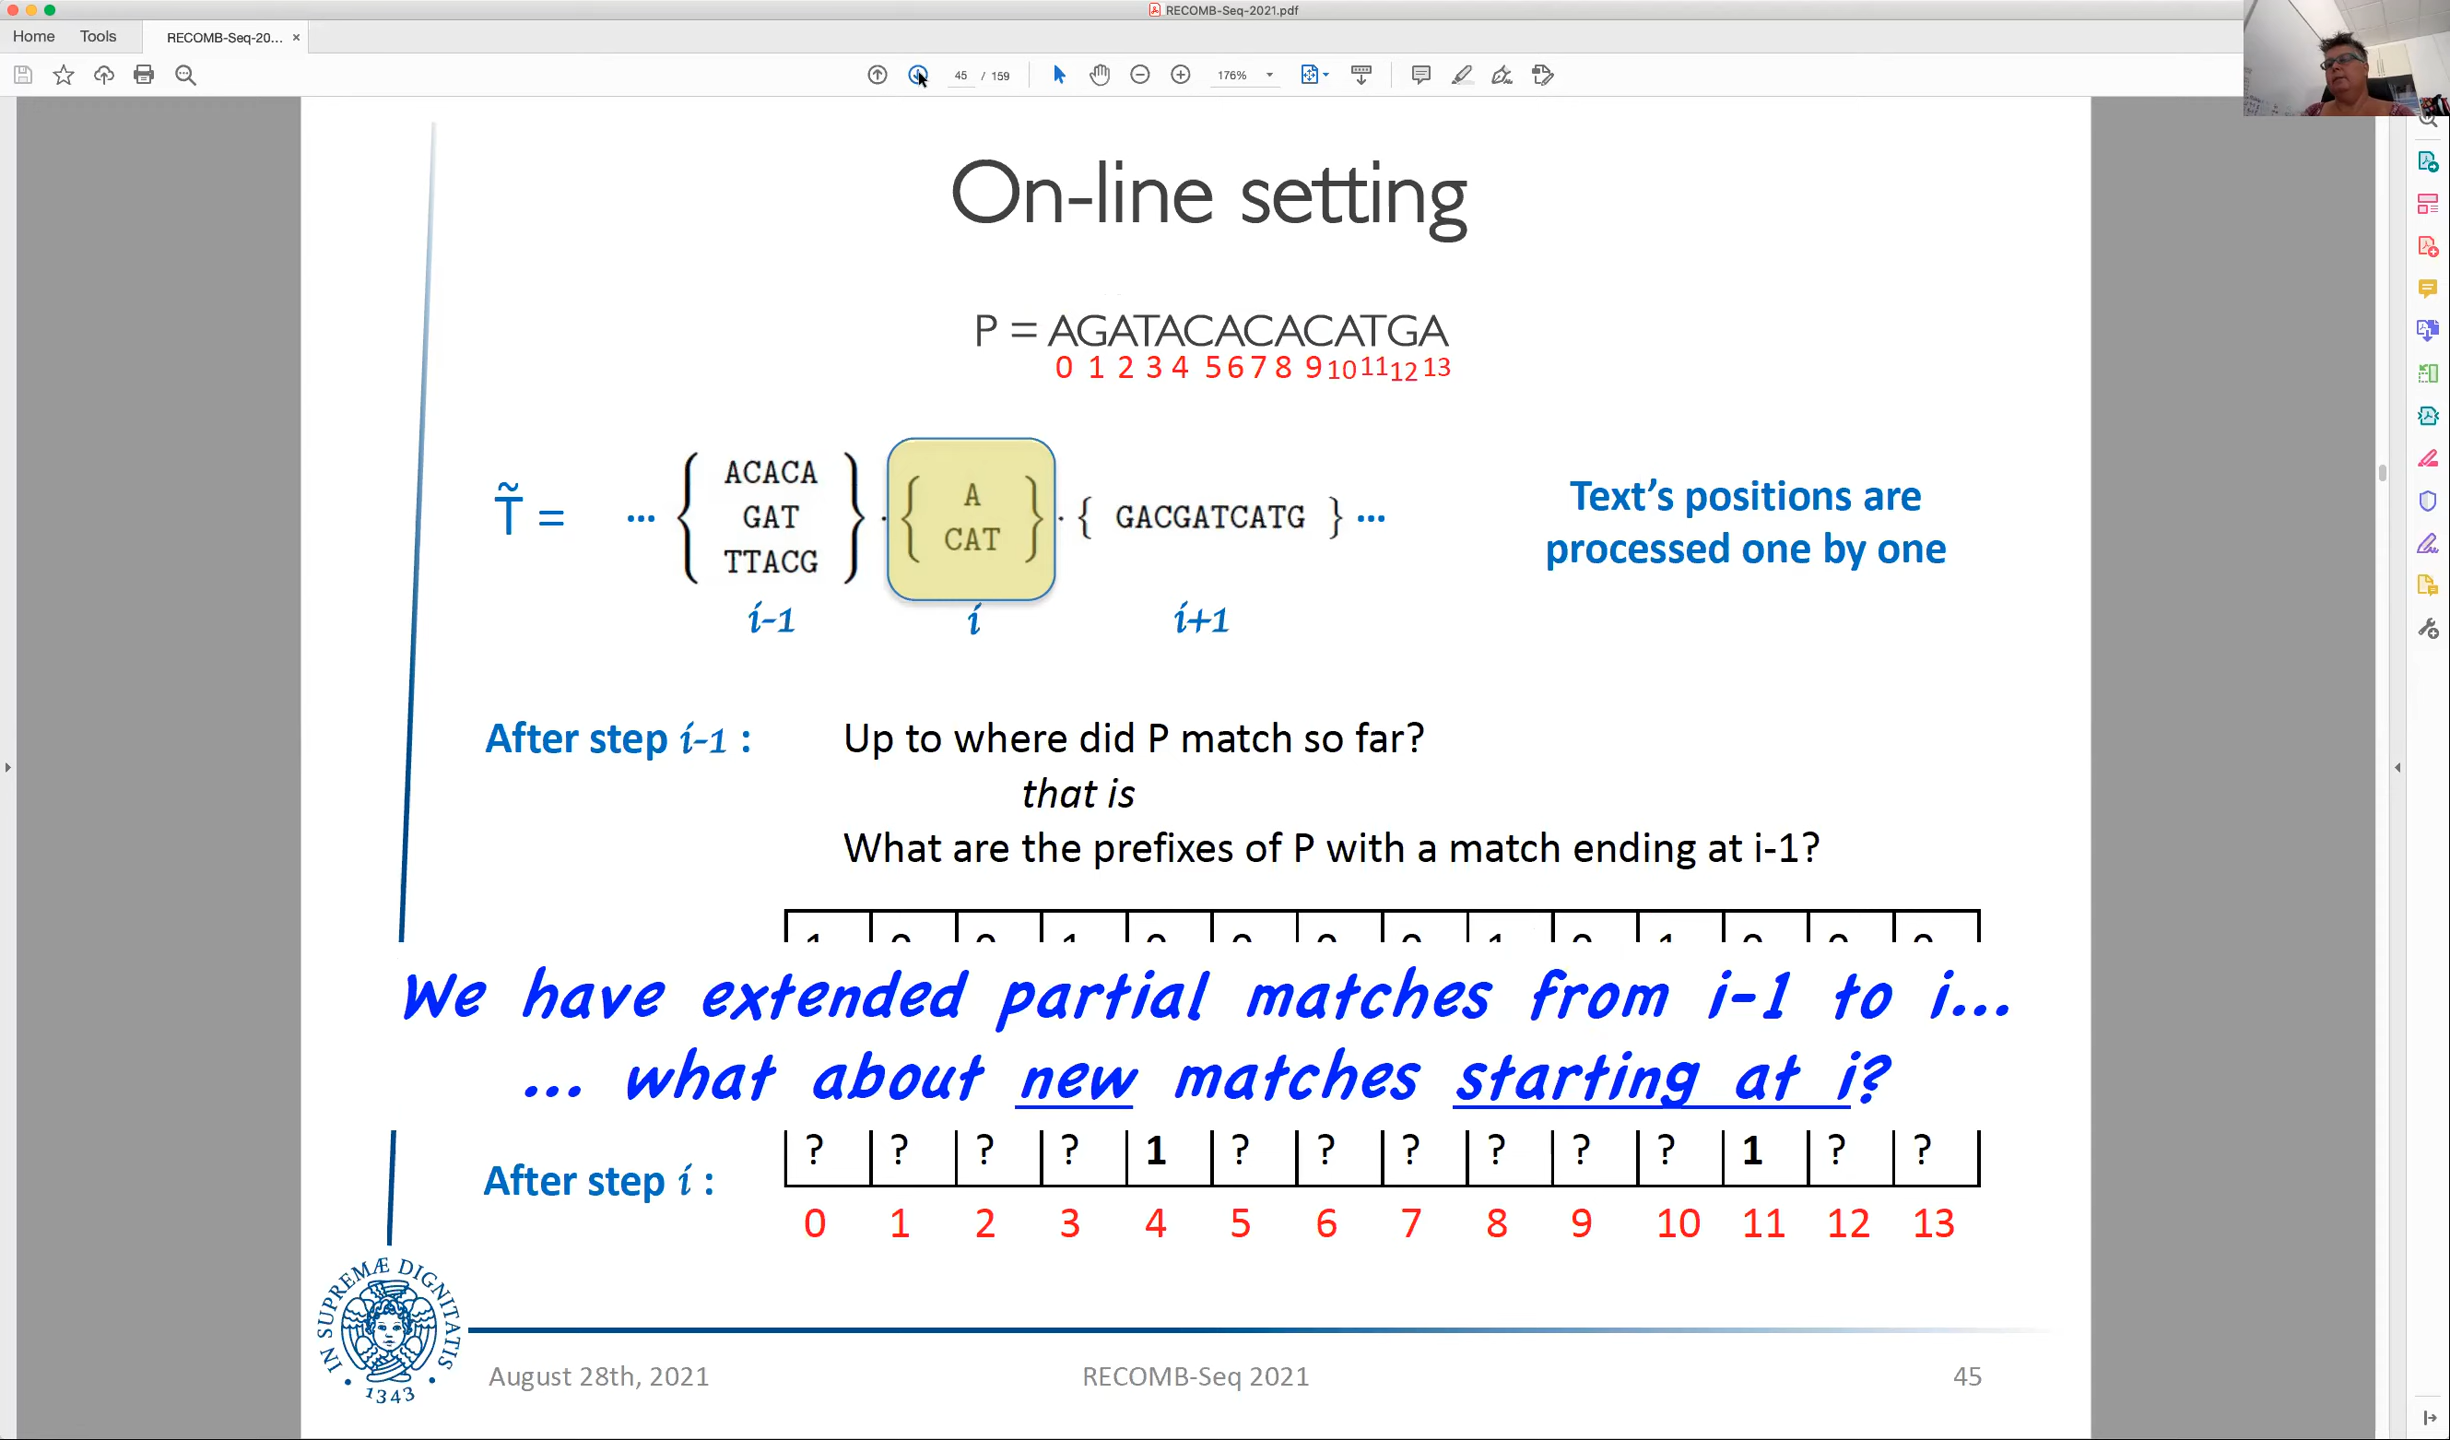 RECOMB-Seq-2021.pdf
Home Tools RECOMB-Seq-20... ×
45 / 159 176%
On-line setting
P = AGATACACACATGA
0 1 2 3 4 5 6 7 8 9 10 11 12 13
ACACA
GAT
TTACG
A
CAT
T̃ = ... { } · { } · { GACGATCATG } ...
i-1 i i+1
Text's positions are
processed one by one
After step i-1 : Up to where did P match so far?
that is
What are the prefixes of P with a match ending at i-1?
We have extended partial matches from i-1 to i...
... what about new matches starting at i?
After step i : ? ? ? ? 1 ? ? ? ? ? ? 1 ? ?
0 1 2 3 4 5 6 7 8 9 10 11 12 13
IN SUPREMÆ DIGNITATIS
· 1343 ·
August 28th, 2021 RECOMB-Seq 2021 45